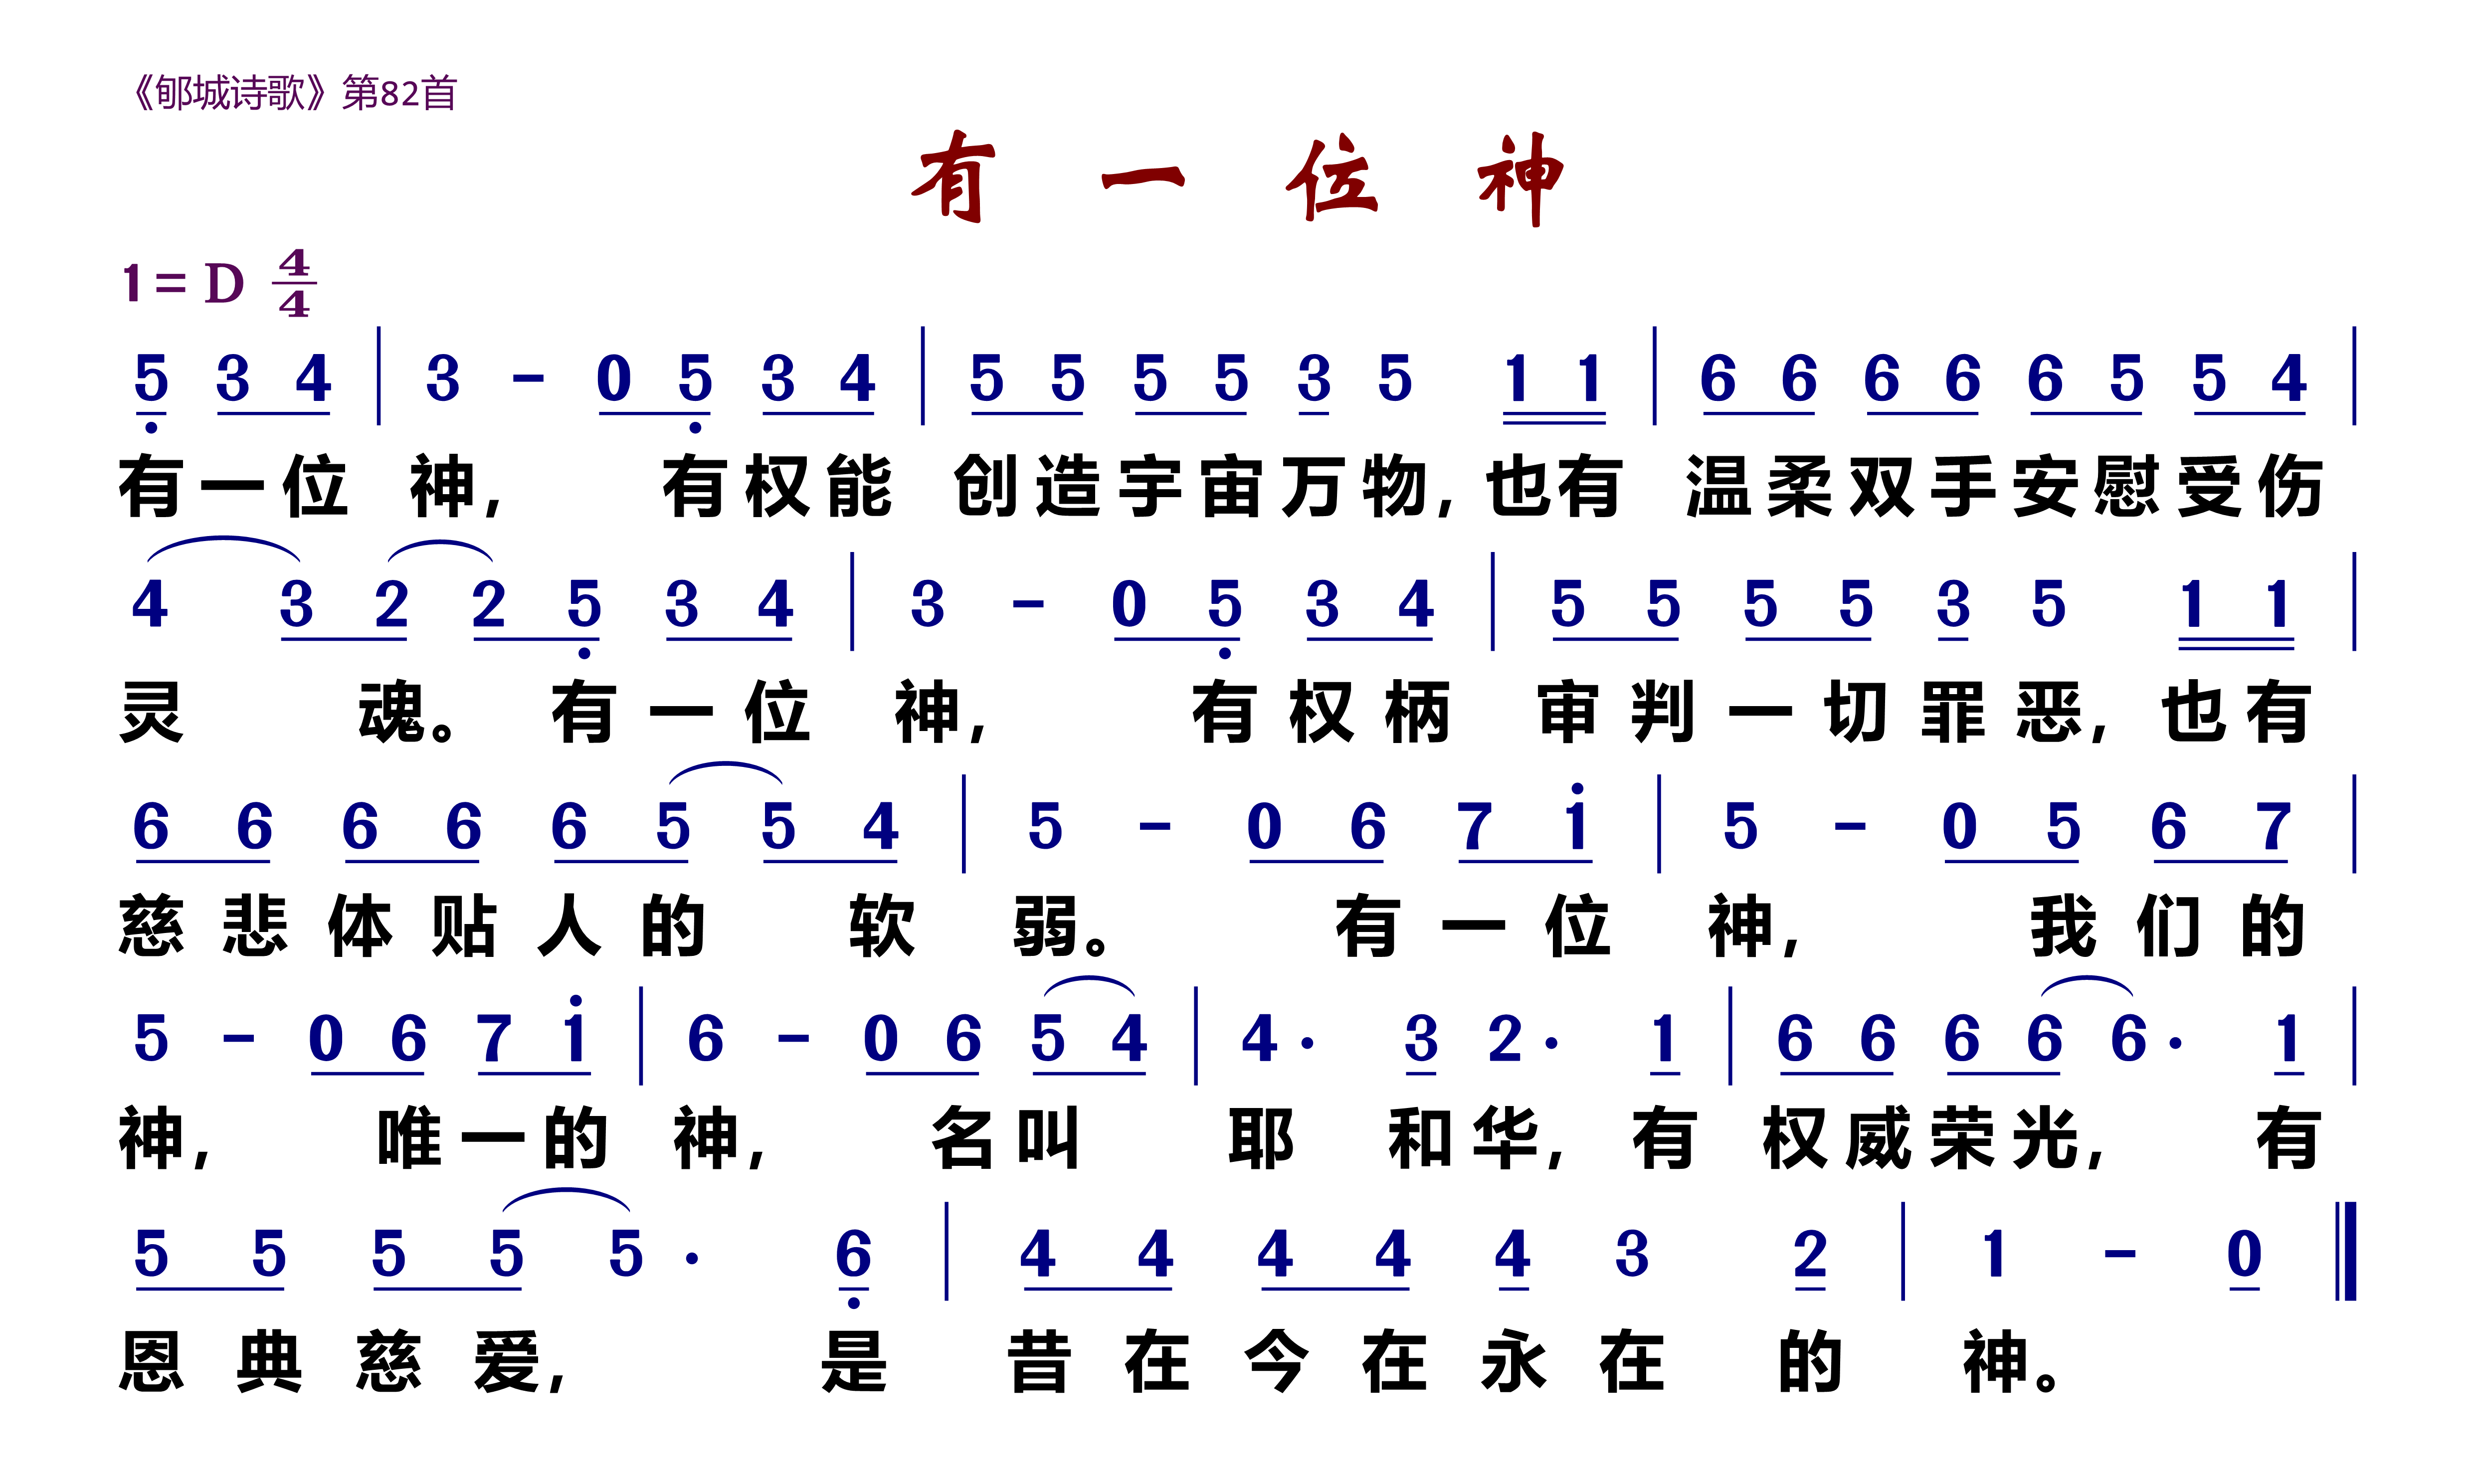 《郇城诗歌》第82首
有一位神
1=D 4/4
5 3 4 | 3 - 0 5 3 4 | 5 5 5 5 3 5 1 1 | 6 6 6 6 6 5 5 4 |
有一位 神, 有权能 创造宇宙万物, 也有 温柔双手安慰受伤
4 3 2 2 5 3 4 | 3 - 0 5 3 4 | 5 5 5 5 3 5 1 1 |
灵 魂。有一位 神, 有权柄 审判一切罪恶, 也有
6 6 6 6 6 5 5 4 | 5 - 0 6 7 i | 5 - 0 5 6 7 |
慈悲体贴人的 软 弱。 有一位 神, 我们的
5 - 0 6 7 i | 6 - 0 6 5 4 | 4· 3 2· 1 | 6 6 6 6 6· 1 |
神, 唯一的 神, 名叫 耶 和华, 有 权威荣光, 有
5 5 5 5 5· 6 | 4 4 4 4 4 3 2 | 1 - 0 ‖
恩典慈爱, 是 昔在今在永在 的 神。